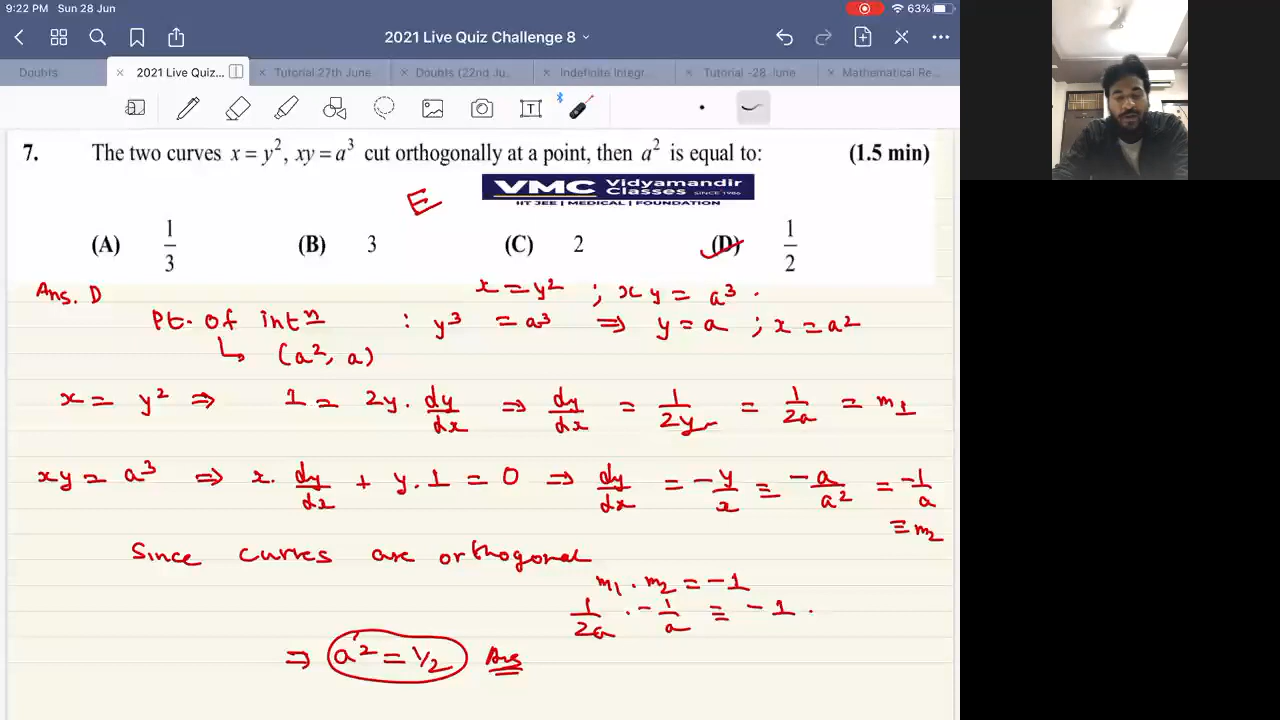 9:22 PM Sun 28 Jun
63%
2021 Live Quiz Challenge 8
Doubts
2021 Live Quiz...
Tutorial 27th June
Doubts (22nd Ju...
Indefinite Integr...
Tutorial -28 June
Mathematical Re...
7. The two curves x = y², xy = a³ cut orthogonally at a point, then a² is equal to: (1.5 min)
E
VMC Vidyamandir Classes SINCE 1986
IIT JEE | MEDICAL | FOUNDATION
(A) 1/3 (B) 3 (C) 2 (D) 1/2
Ans. D
x = y² ; xy = a³.
Pt. of intⁿ : y³ = a³ ⇒ y = a ; x = a²
↳ (a², a)
x = y² ⇒ 1 = 2y. dy/dx ⇒ dy/dx = 1/2y = 1/2a = m₁
xy = a³ ⇒ x. dy/dx + y.1 = 0 ⇒ dy/dx = -y/x = -a/a² = -1/a
≡ m₂
Since curves are orthogonal
m₁ . m₂ = -1
1/2a . -1/a = -1.
⇒ a² = 1/2 Ans